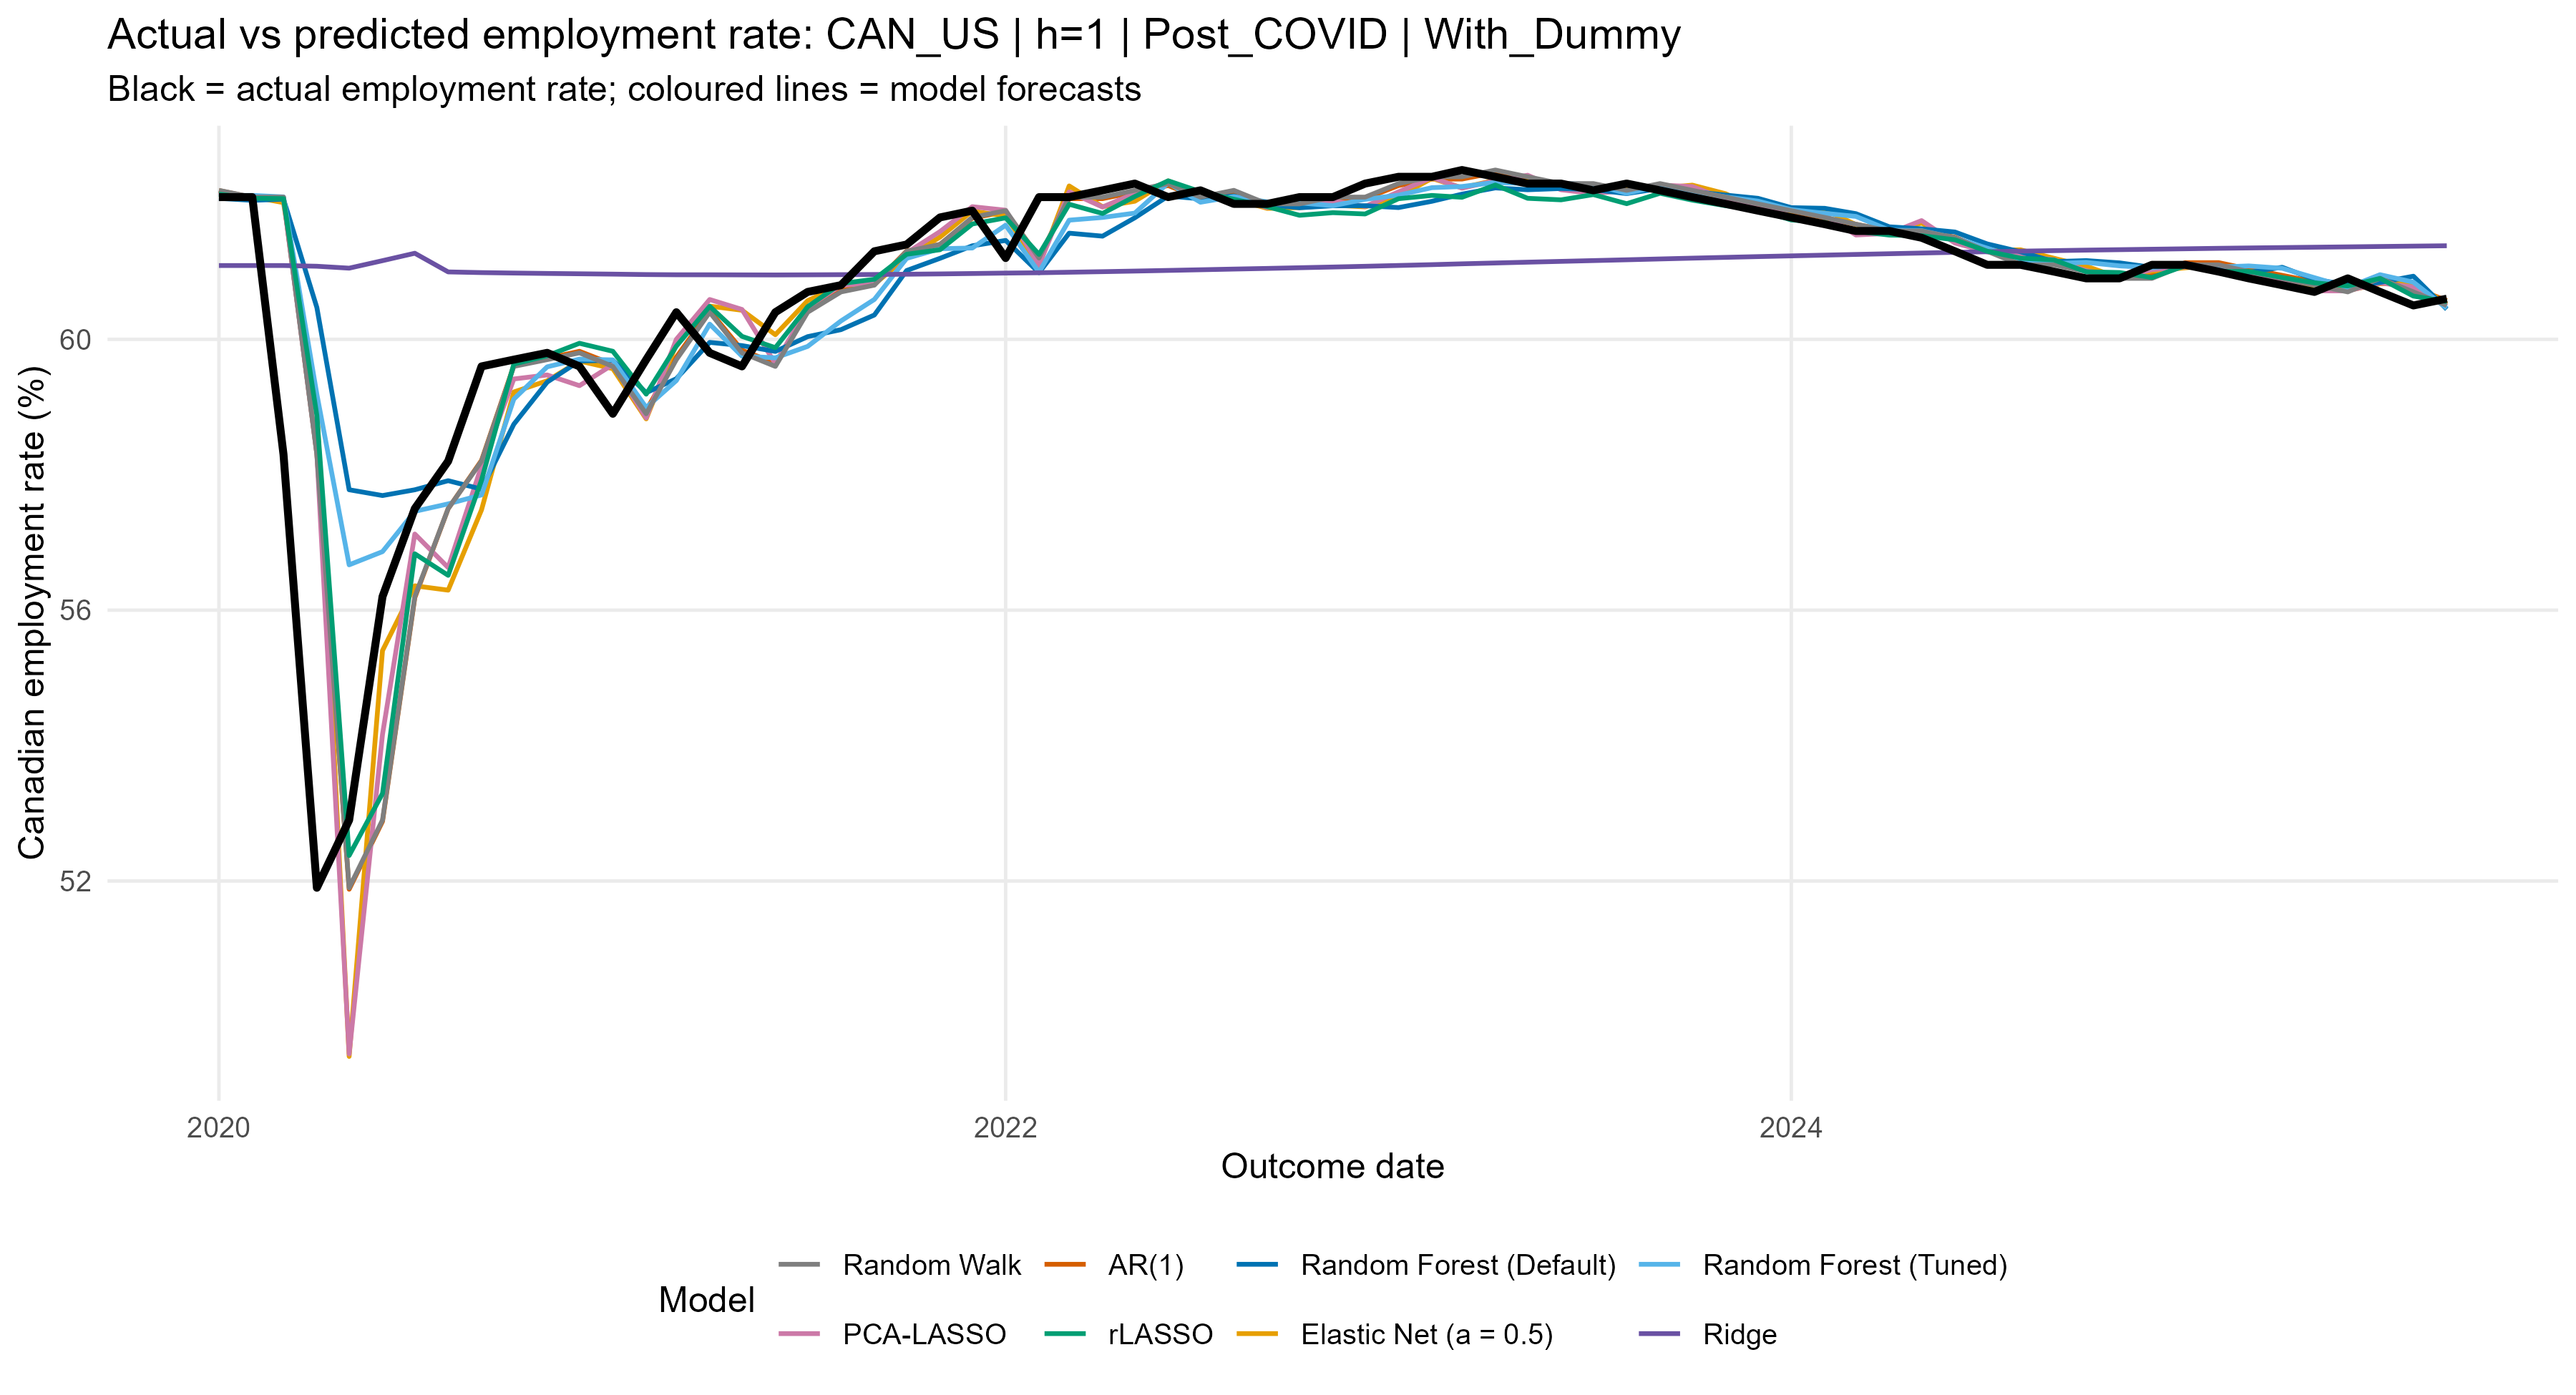 Actual vs predicted employment rate: CAN_US | h=1 | Post_COVID | With_Dummy
Black = actual employment rate; coloured lines = model forecasts
Canadian employment rate (%)
60
56
52
2020 2022 2024
Outcome date
Model
Random Walk AR(1) Random Forest (Default) Random Forest (Tuned)
PCA-LASSO rLASSO Elastic Net (a = 0.5) Ridge